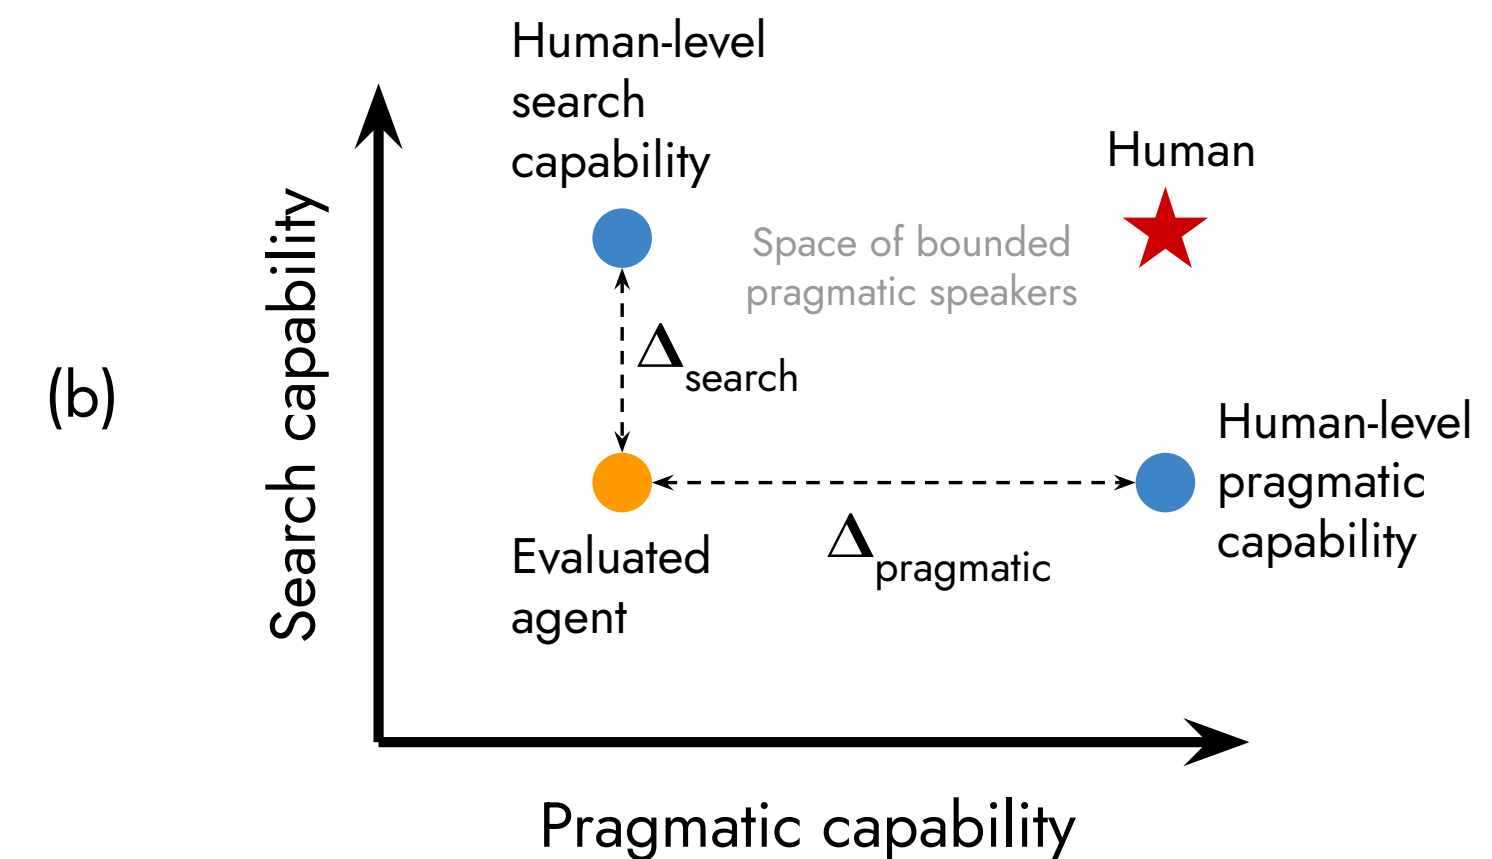 Human-level
search
capability
Human
Space of bounded
pragmatic speakers
Δsearch
(b)
Search capability
Human-level
pragmatic
capability
Evaluated
agent
Δpragmatic
Pragmatic capability